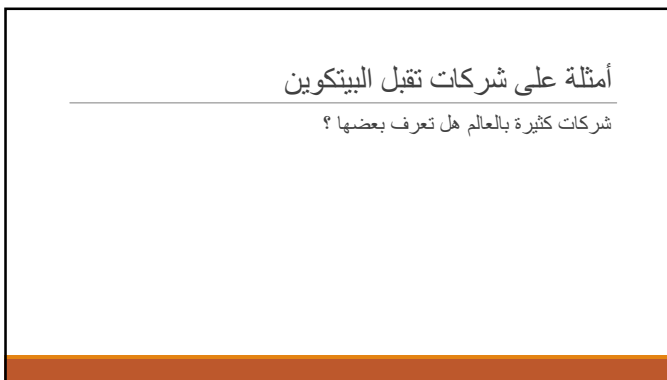 أمثلة على شركات تقبل البيتكوين
شركات كثيرة بالعالم هل تعرف بعضها ؟